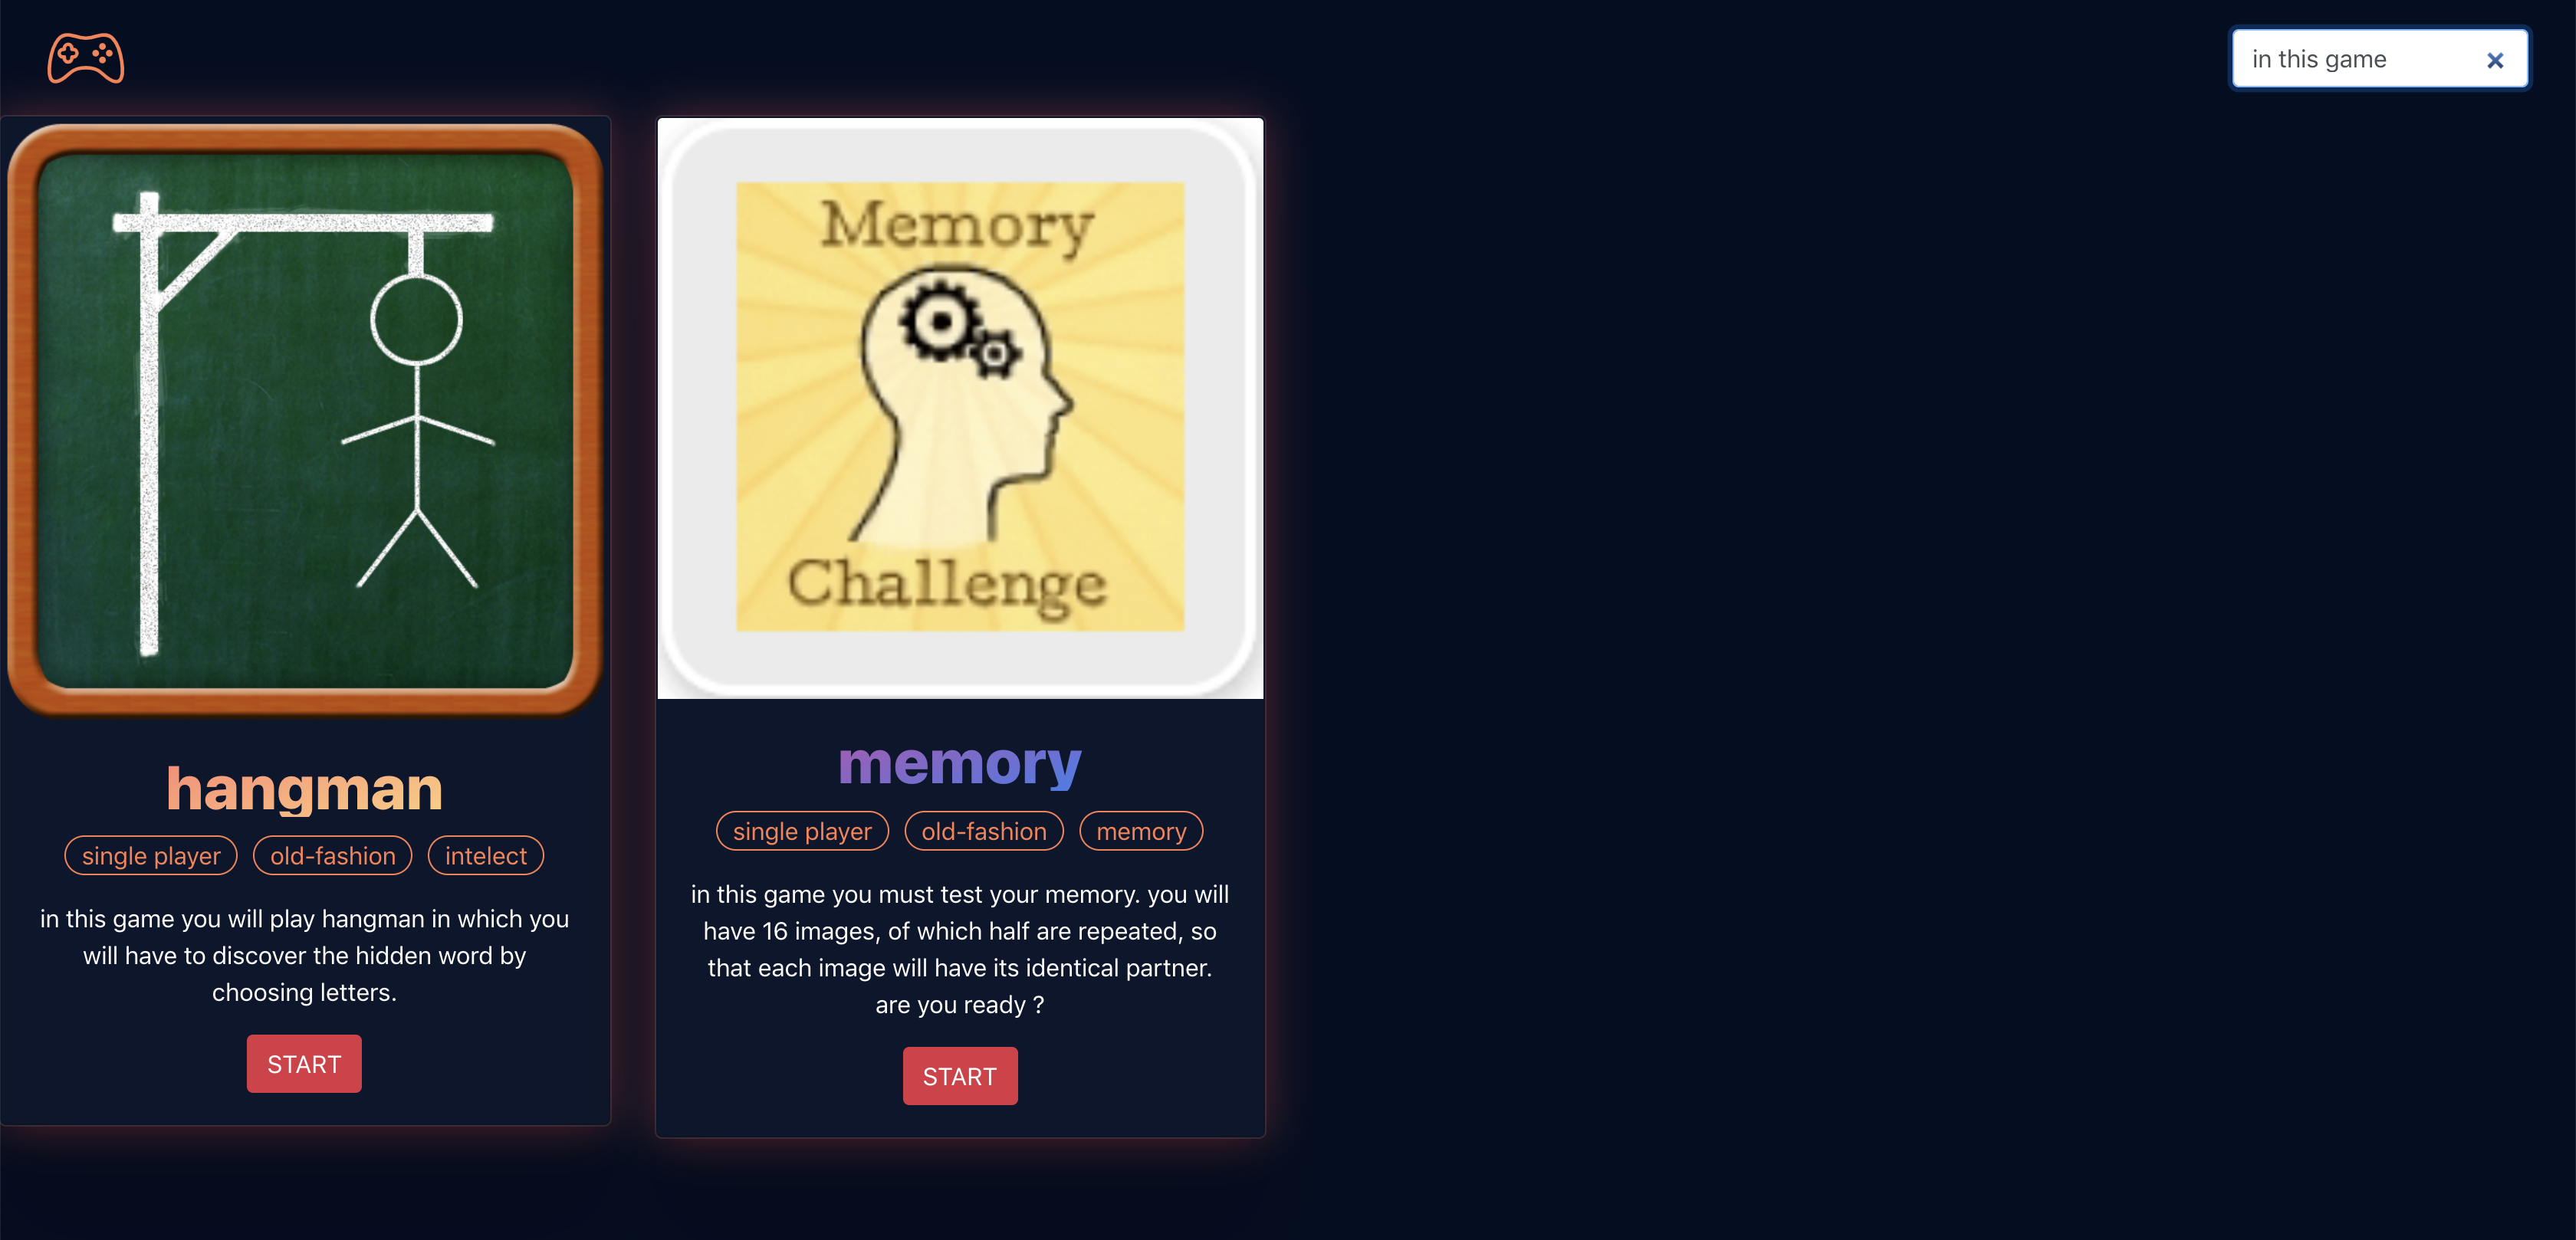 in this game
Memory
Challenge
hangman
single player old-fashion intelect
in this game you will play hangman in which you
will have to discover the hidden word by
choosing letters.
START
memory
single player old-fashion memory
in this game you must test your memory. you will
have 16 images, of which half are repeated, so
that each image will have its identical partner.
are you ready ?
START